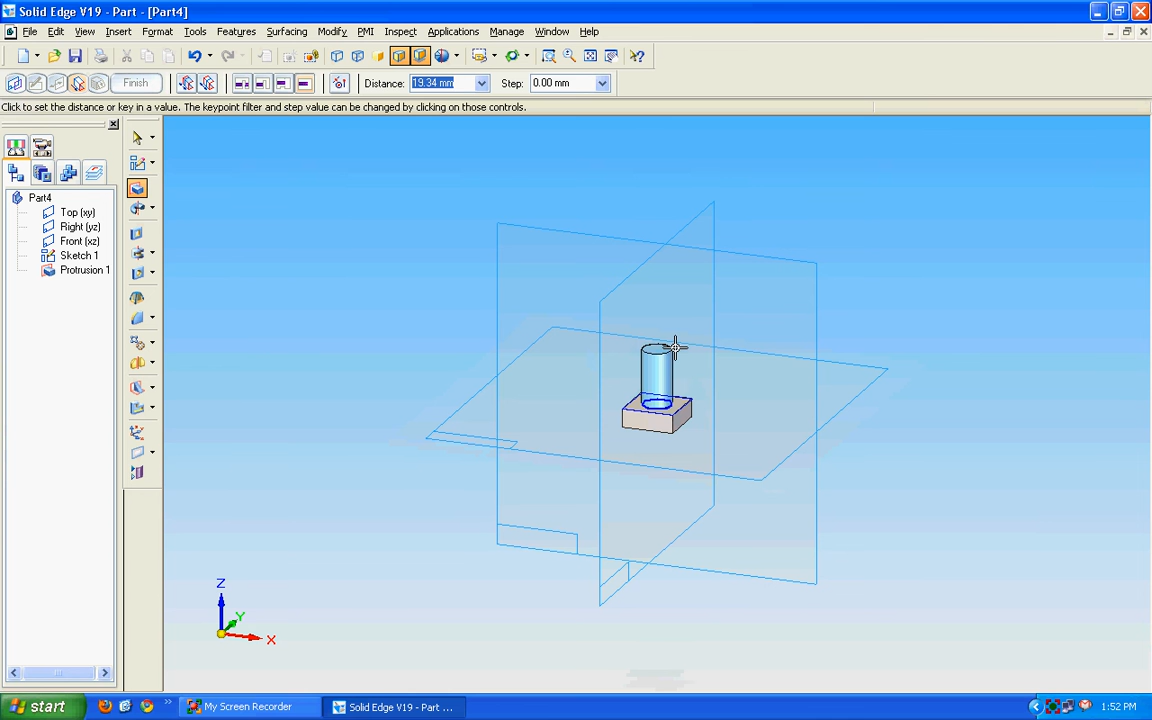 Solid Edge V19 - Part - [Part4]
File Edit View Insert Format Tools Features Surfacing Modify PMI Inspect Applications Manage Window Help
Finish Distance: 19.34 mm Step: 0.00 mm
Click to set the distance or key in a value. The keypoint filter and step value can be changed by clicking on those controls.
Part4
Top (xy)
Right (yz)
Front (xz)
Sketch 1
Protrusion 1
Z
Y
X
start My Screen Recorder Solid Edge V19 - Part ... 1:52 PM